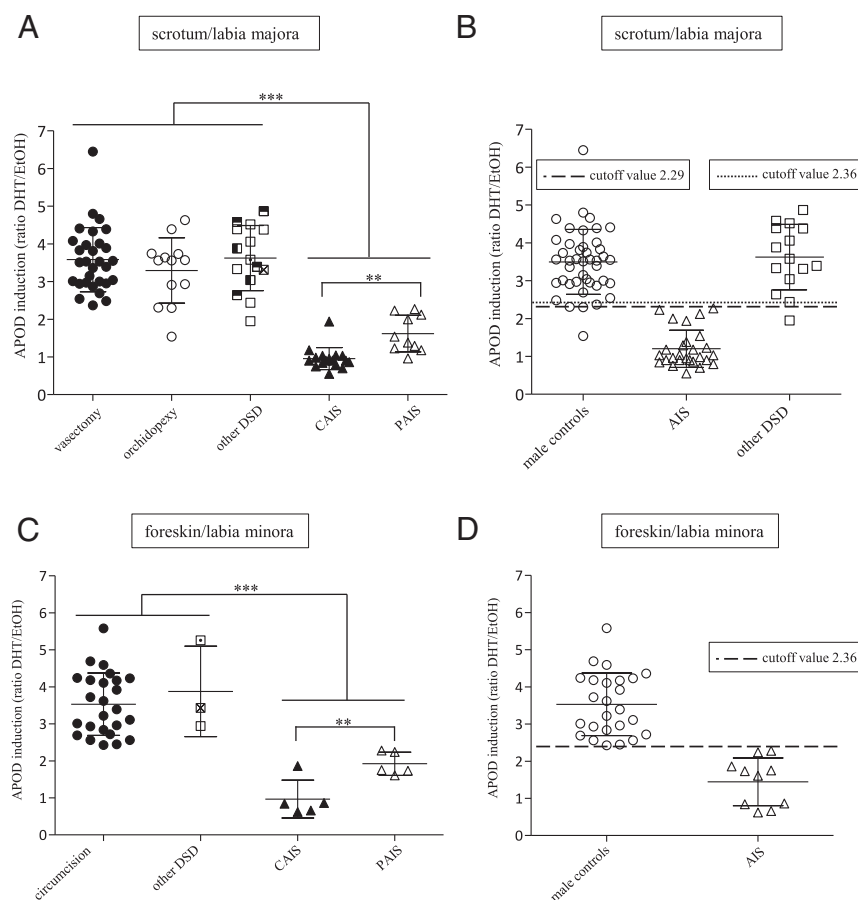 A
scrotum/labia majora
***
APOD induction (ratio DHT/EtOH)
7
6
5
4
3
2
1
0
**
vasectomy
orchidopexy
other DSD
CAIS
PAIS
B
scrotum/labia majora
APOD induction (ratio DHT/EtOH)
7
6
5
4
3
2
1
0
cutoff value 2.29
cutoff value 2.36
male controls
AIS
other DSD
C
foreskin/labia minora
***
APOD induction (ratio DHT/EtOH)
7
6
5
4
3
2
1
0
**
circumcision
other DSD
CAIS
PAIS
D
foreskin/labia minora
APOD induction (ratio DHT/EtOH)
7
6
5
4
3
2
1
0
cutoff value 2.36
male controls
AIS